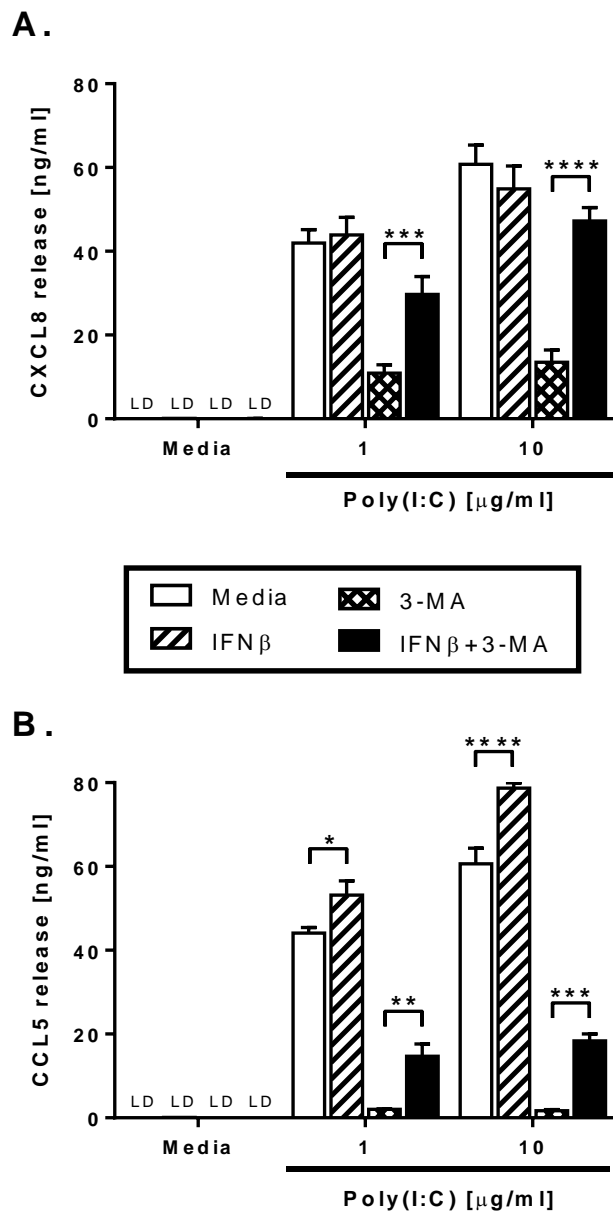 A.
CXCL8 release [ng/ml]
80
60
40
20
0
LD LD LD LD
***
****
Media 1 10
Poly(I:C) [μg/ml]
Media 3-MA
IFNβ IFNβ+3-MA
B.
CCL5 release [ng/ml]
80
60
40
20
0
LD LD LD LD
*
**
****
***
Media 1 10
Poly(I:C) [μg/ml]